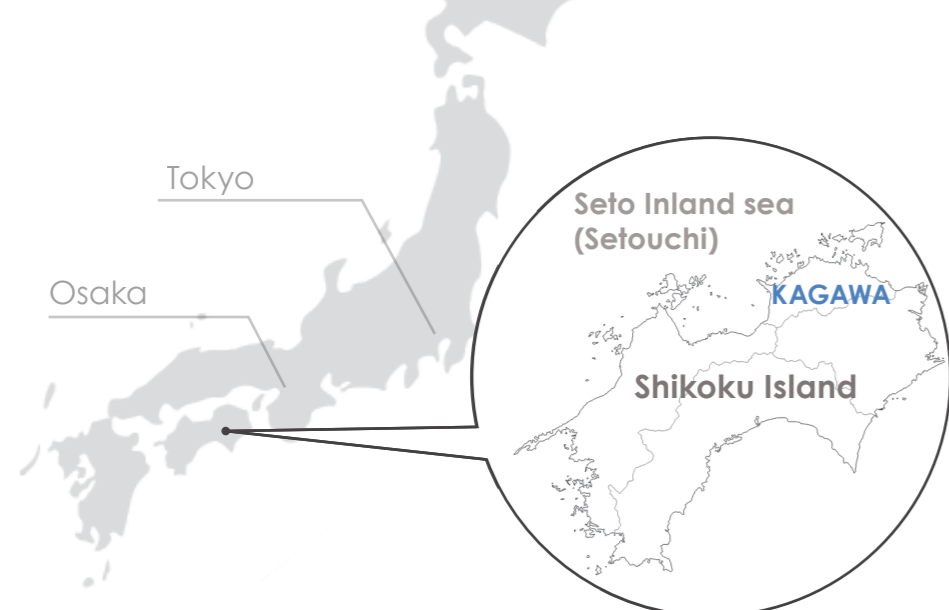 Tokyo
Osaka
Seto Inland sea
(Setouchi)
KAGAWA
Shikoku Island